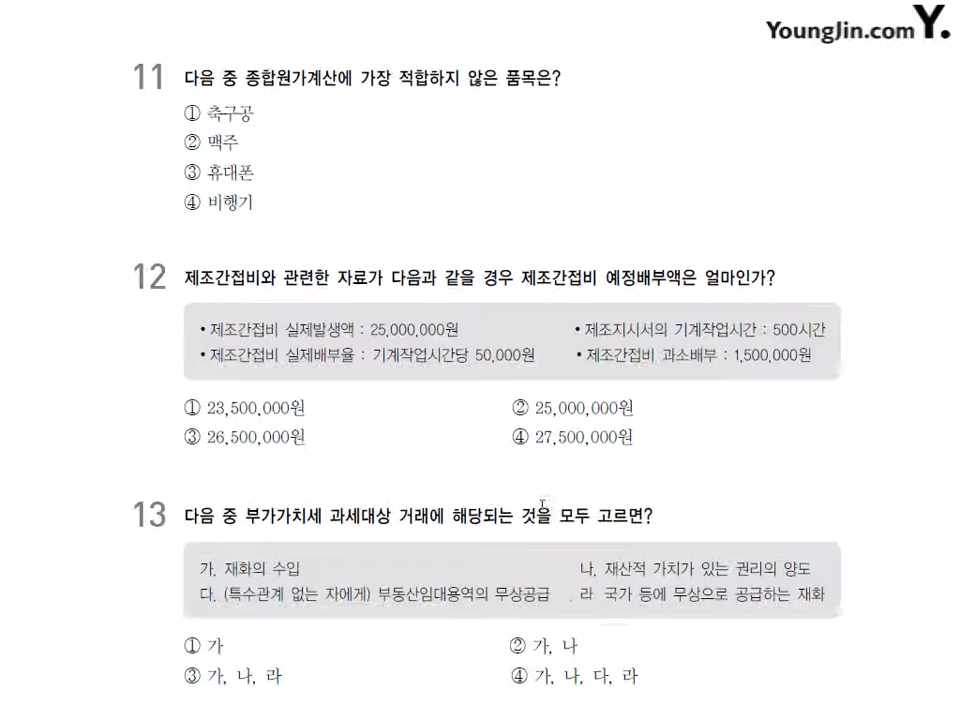 YoungJin.com Y.
11 다음 중 종합원가계산에 가장 적합하지 않은 품목은?
① 축구공
② 맥주
③ 휴대폰
④ 비행기
12 제조간접비와 관련한 자료가 다음과 같을 경우 제조간접비 예정배부액은 얼마인가?
• 제조간접비 실제발생액 : 25,000,000원 • 제조지시서의 기계작업시간 : 500시간
• 제조간접비 실제배부율 : 기계작업시간당 50,000원 • 제조간접비 과소배부 : 1,500,000원
① 23,500,000원 ② 25,000,000원
③ 26,500,000원 ④ 27,500,000원
13 다음 중 부가가치세 과세대상 거래에 해당되는 것을 모두 고르면?
가. 재화의 수입 나. 재산적 가치가 있는 권리의 양도
다. (특수관계 없는 자에게) 부동산임대용역의 무상공급 라 국가 등에 무상으로 공급하는 재화
① 가 ② 가, 나
③ 가, 나, 라 ④ 가, 나, 다, 라